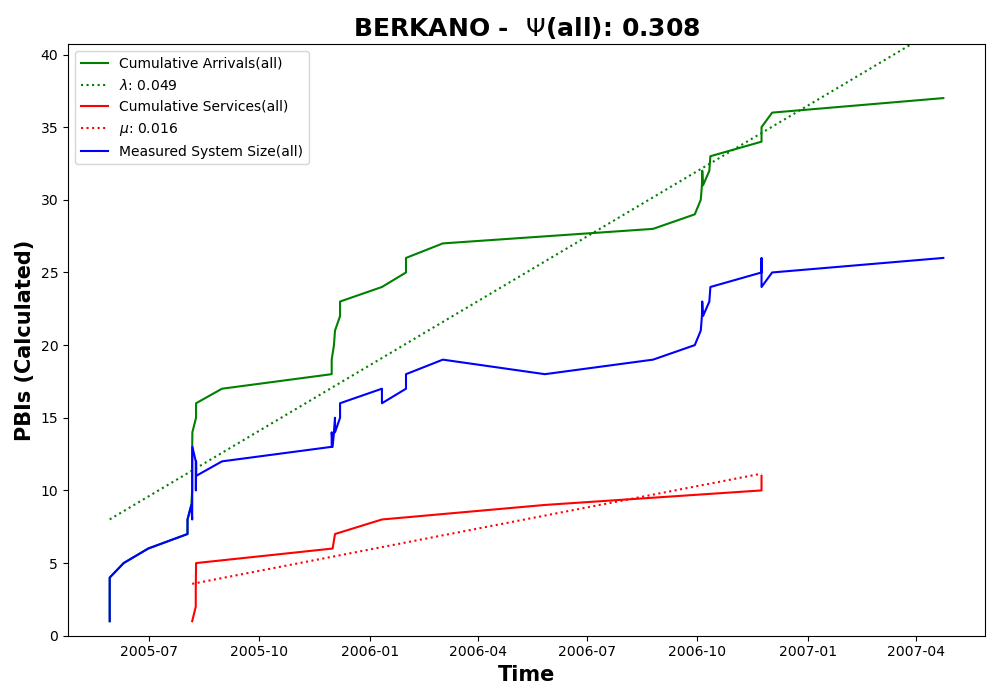 BERKANO - Ψ(all): 0.308
Cumulative Arrivals(all)
λ: 0.049
Cumulative Services(all)
μ: 0.016
Measured System Size(all)
PBIs (Calculated)
40
35
30
25
20
15
10
5
0
2005-07 2005-10 2006-01 2006-04 2006-07 2006-10 2007-01 2007-04
Time